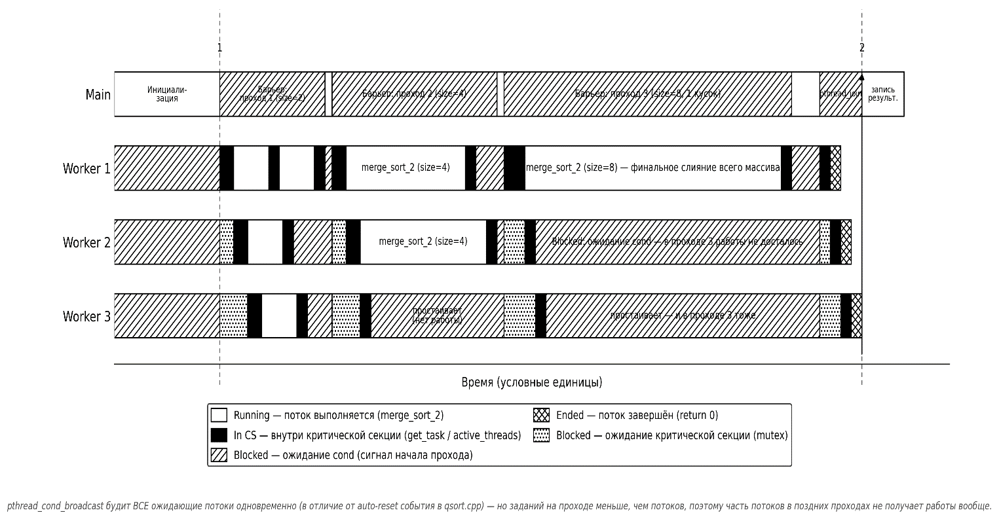 1
2
Main
Инициали-
зация
Барьер:
проход 1 (size=2)
Барьер: проход 2 (size=4)
Барьер: проход 3 (size=8, 1 кусок)
pthread_join
запись
результ.
Worker 1
merge_sort_2 (size=4)
merge_sort_2 (size=8) — финальное слияние всего массива
Worker 2
merge_sort_2 (size=4)
Blocked: ожидание cond — в проходе 3 работы не досталось
Worker 3
простаивает
(нет работы)
простаивает — и в проходе 3 тоже
Время (условные единицы)
Running — поток выполняется (merge_sort_2)
In CS — внутри критической секции (get_task / active_threads)
Blocked — ожидание cond (сигнал начала прохода)
Ended — поток завершён (return 0)
Blocked — ожидание критической секции (mutex)
pthread_cond_broadcast будит ВСЕ ожидающие потоки одновременно (в отличие от auto-reset события в qsort.cpp) — но заданий на проходе меньше, чем потоков, поэтому часть потоков в поздних проходах не получает работы вообще.